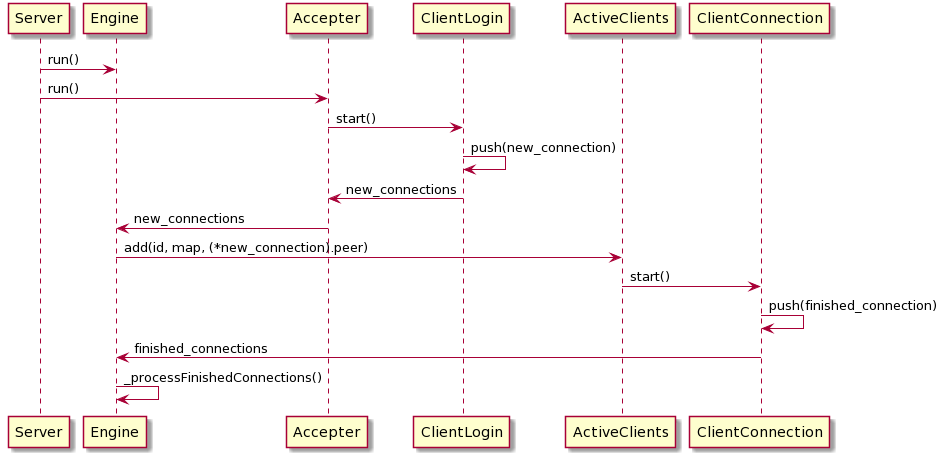 Server Engine Accepter ClientLogin ActiveClients ClientConnection
run()
run()
start()
push(new_connection)
new_connections
new_connections
add(id, map, (*new_connection).peer)
start()
push(finished_connection)
finished_connections
_processFinishedConnections()
Server Engine Accepter ClientLogin ActiveClients ClientConnection